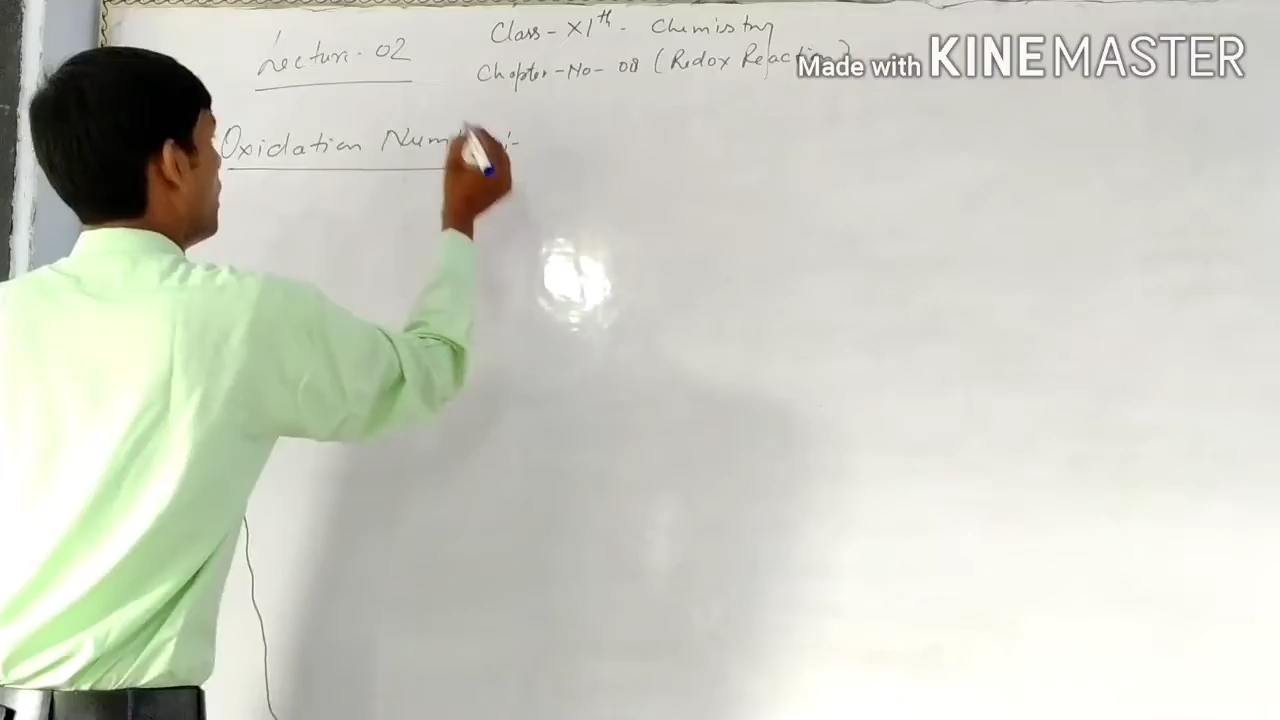 Lecture-02
Class-XIth- Chemistry
Chapter-No-08 (Redox Reaction)
Made with KINEMASTER
Oxidation Num :-